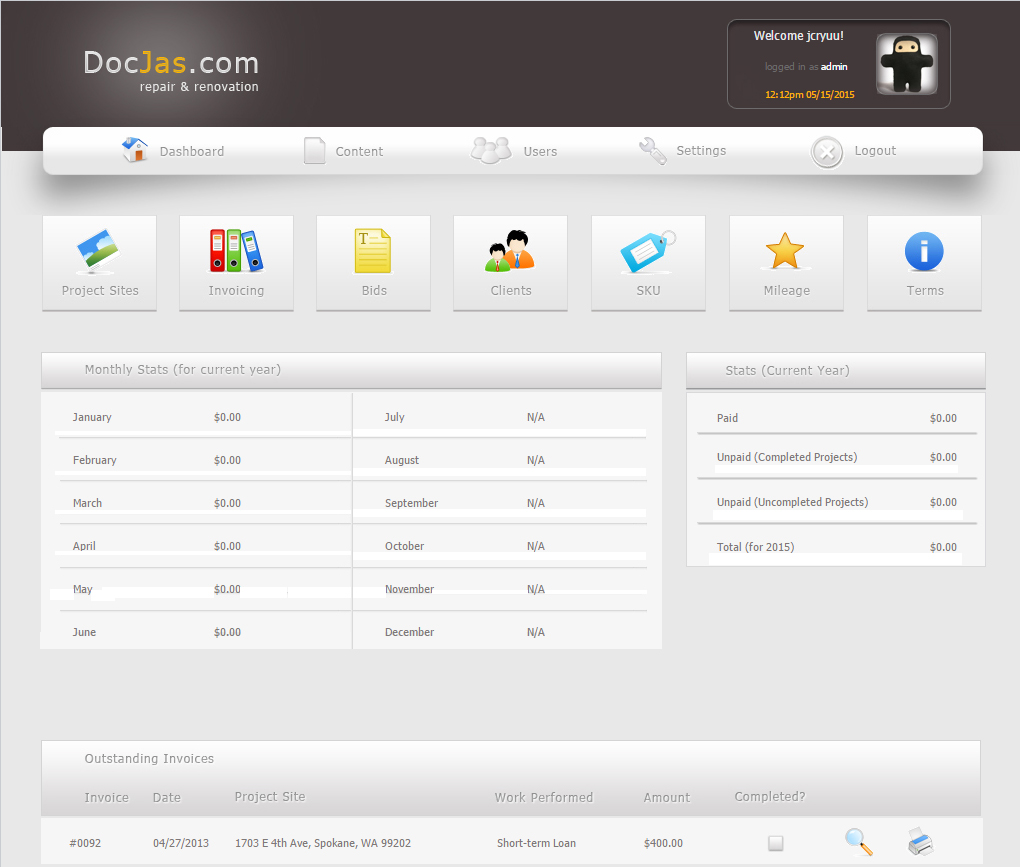 DocJas.com
repair & renovation
Welcome jcryuu!
logged in as admin
12:12pm 05/15/2015
Dashboard Content Users Settings Logout
Project Sites Invoicing Bids Clients SKU Mileage Terms
Monthly Stats (for current year)
January $0.00 July N/A
February $0.00 August N/A
March $0.00 September N/A
April $0.00 October N/A
May $0.00 November N/A
June $0.00 December N/A
Stats (Current Year)
Paid $0.00
Unpaid (Completed Projects) $0.00
Unpaid (Uncompleted Projects) $0.00
Total (for 2015) $0.00
Outstanding Invoices
Invoice Date Project Site Work Performed Amount Completed?
#0092 04/27/2013 1703 E 4th Ave, Spokane, WA 99202 Short-term Loan $400.00